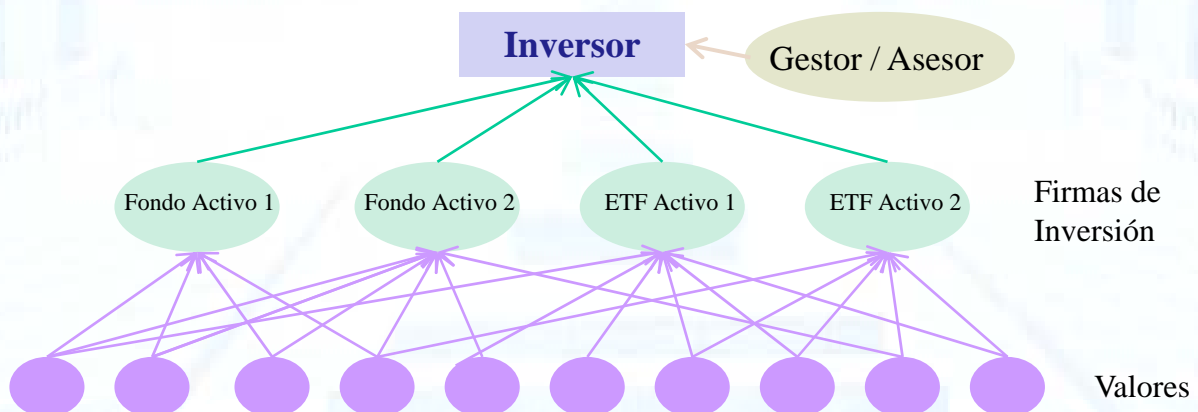 Inversor
Gestor / Asesor
Fondo Activo 1
Fondo Activo 2
ETF Activo 1
ETF Activo 2
Firmas de
Inversión
Valores